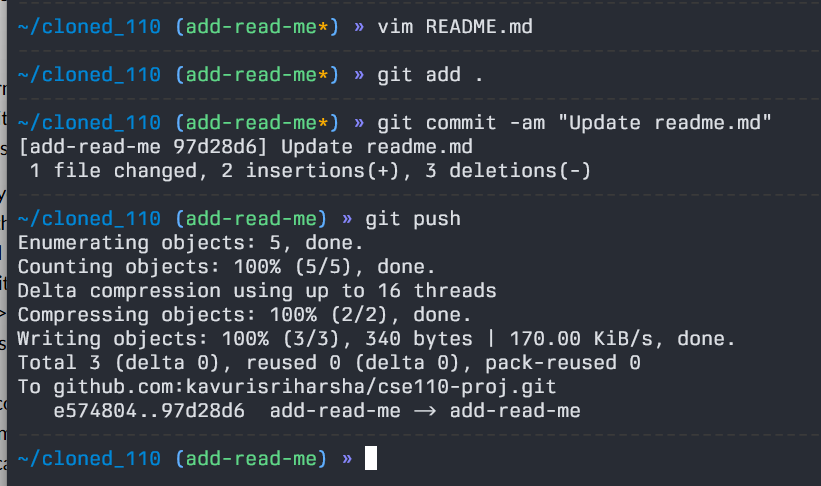 ~/cloned_110 (add-read-me*) » vim README.md
~/cloned_110 (add-read-me*) » git add .
~/cloned_110 (add-read-me*) » git commit -am "Update readme.md"
[add-read-me 97d28d6] Update readme.md
 1 file changed, 2 insertions(+), 3 deletions(-)
~/cloned_110 (add-read-me) » git push
Enumerating objects: 5, done.
Counting objects: 100% (5/5), done.
Delta compression using up to 16 threads
Compressing objects: 100% (2/2), done.
Writing objects: 100% (3/3), 340 bytes | 170.00 KiB/s, done.
Total 3 (delta 0), reused 0 (delta 0), pack-reused 0
To github.com:kavurisriharsha/cse110-proj.git
   e574804..97d28d6  add-read-me -> add-read-me
~/cloned_110 (add-read-me) »